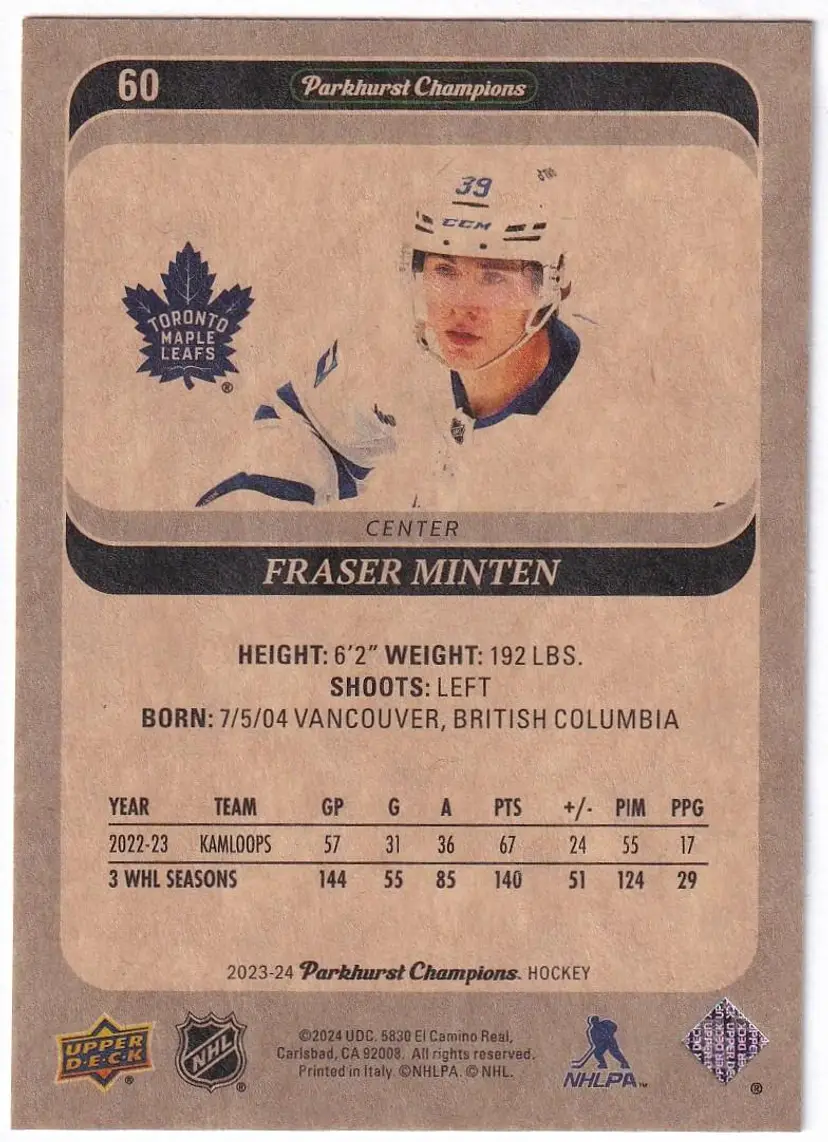 60 Parkhurst Champions
39
CCM
TORONTO
MAPLE
LEAFS
®
CENTER
FRASER MINTEN
HEIGHT: 6'2" WEIGHT: 192 LBS.
SHOOTS: LEFT
BORN: 7/5/04 VANCOUVER, BRITISH COLUMBIA
YEAR TEAM GP G A PTS +/- PIM PPG
2022-23 KAMLOOPS 57 31 36 67 24 55 17
3 WHL SEASONS 144 55 85 140 51 124 29
2023-24 Parkhurst Champions. HOCKEY
UPPER
D·E·C·K
®
NHL
®
©2024 UDC. 5830 El Camino Real,
Carlsbad, CA 92008. All rights reserved.
Printed in Italy. ©NHLPA. © NHL.
NHLPA™
®